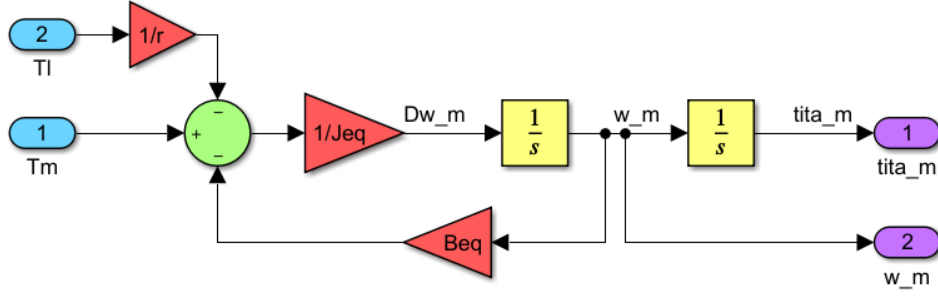 2
1/r
Tl
−
Dw_m
w_m
tita_m
1
+
1/Jeq
1
s
1
s
1
Tm
−
tita_m
Beq
2
w_m